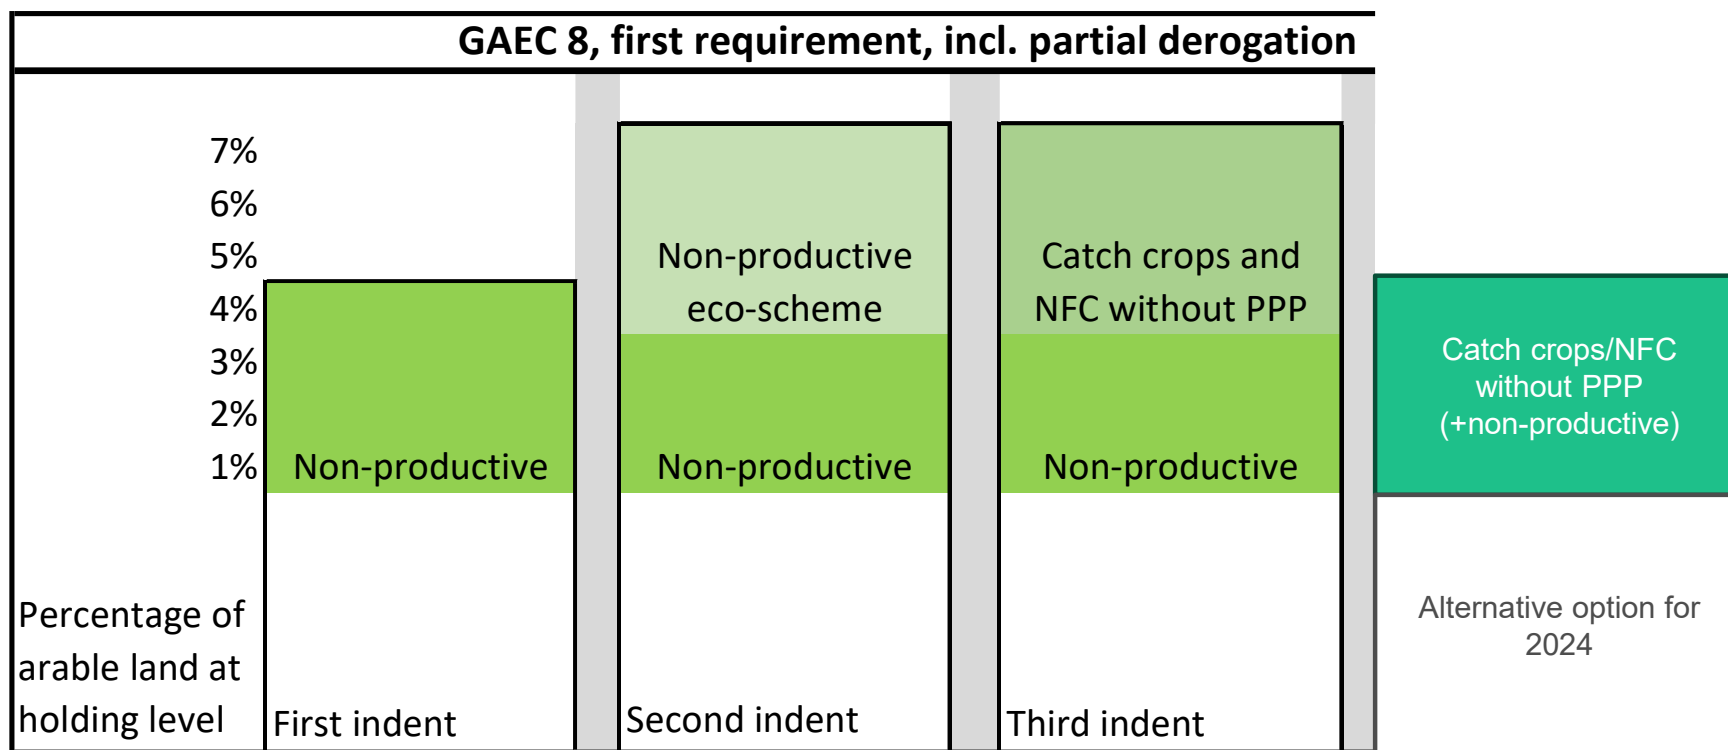 GAEC 8, first requirement, incl. partial derogation
7%
6%
5%
4%
3%
2%
1%
Percentage of
arable land at
holding level
Non-productive
First indent
Non-productive
eco-scheme
Non-productive
Second indent
Catch crops and
NFC without PPP
Non-productive
Third indent
Catch crops/NFC
without PPP
(+non-productive)
Alternative option for
2024